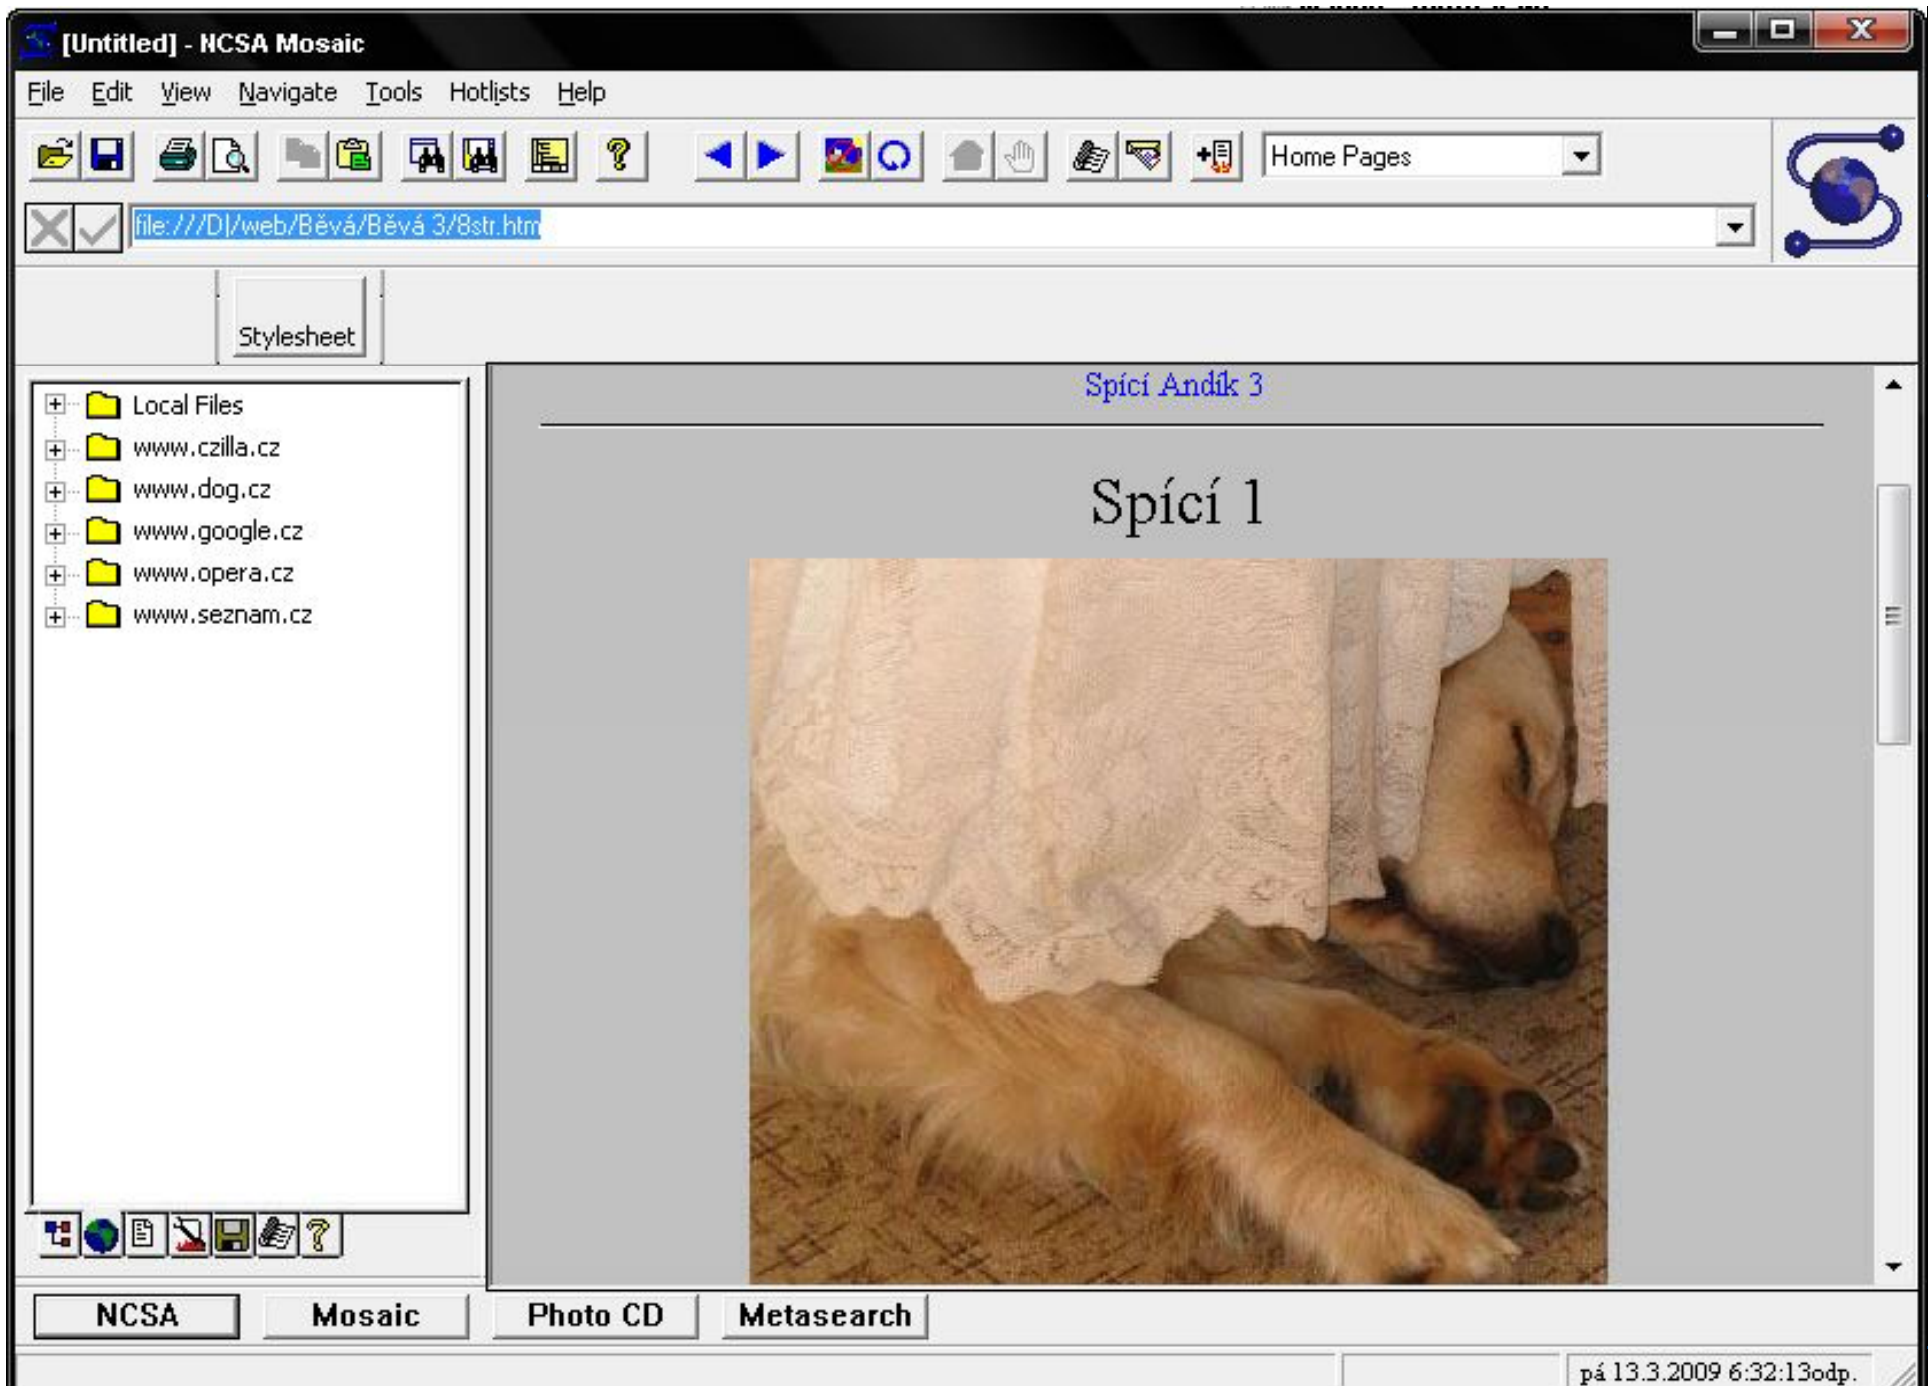 [Untitled] - NCSA Mosaic
File Edit View Navigate Tools Hotlists Help
Home Pages
file:///D|/web/Běvá/Běvá 3/8str.htm
Stylesheet
Local Files
www.czilla.cz
www.dog.cz
www.google.cz
www.opera.cz
www.seznam.cz
Spící Andík 3
Spící 1
NCSA Mosaic Photo CD Metasearch
pá 13.3.2009 6:32:13odp.